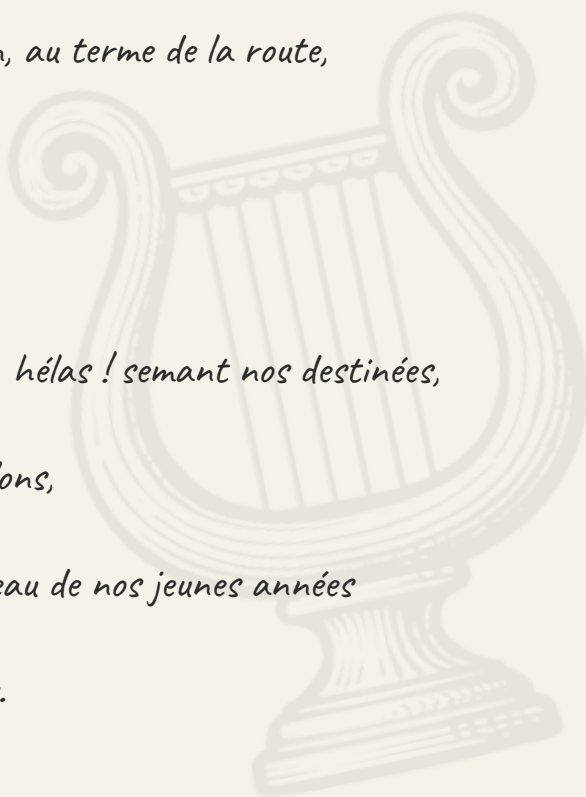 , au terme de la route,
hélas ! semant nos destinées,
ons,
eau de nos jeunes années
.